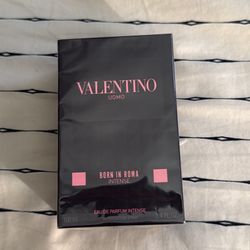 VALENTINO
UOMO
BORN IN ROMA
INTENSE
EAU DE PARFUM INTENSE